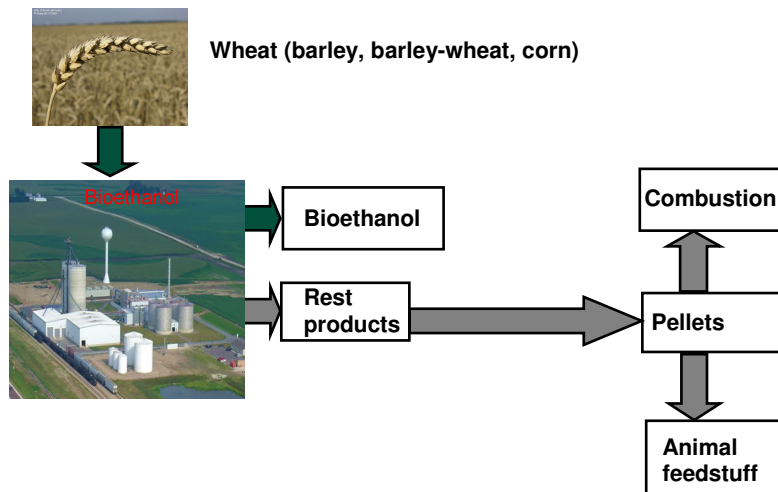 Wheat (barley, barley-wheat, corn)
Bioethanol
Bioethanol
Combustion
Rest
products
Pellets
Animal
feedstuff